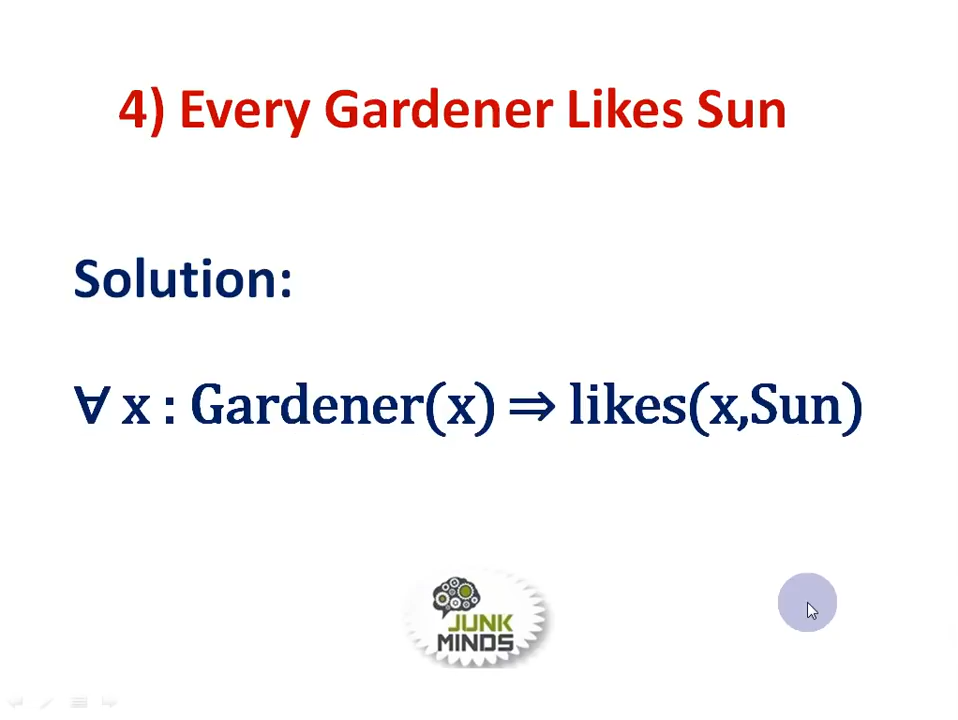 4) Every Gardener Likes Sun
Solution:
∀ x : Gardener(x) ⇒ likes(x,Sun)
JUNK
MINDS